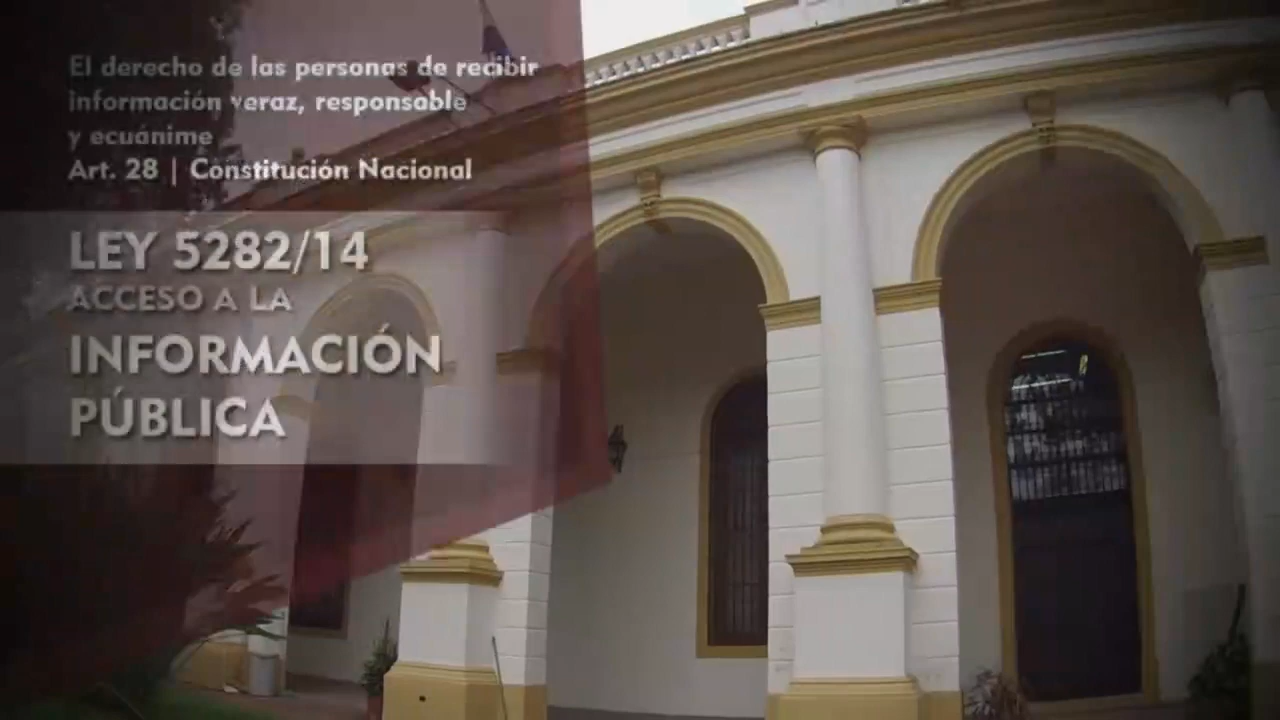 El derecho de las personas de recibir
información veraz, responsable
y ecuánime
Art. 28 | Constitución Nacional
LEY 5282/14
ACCESO A LA
INFORMACIÓN
PÚBLICA